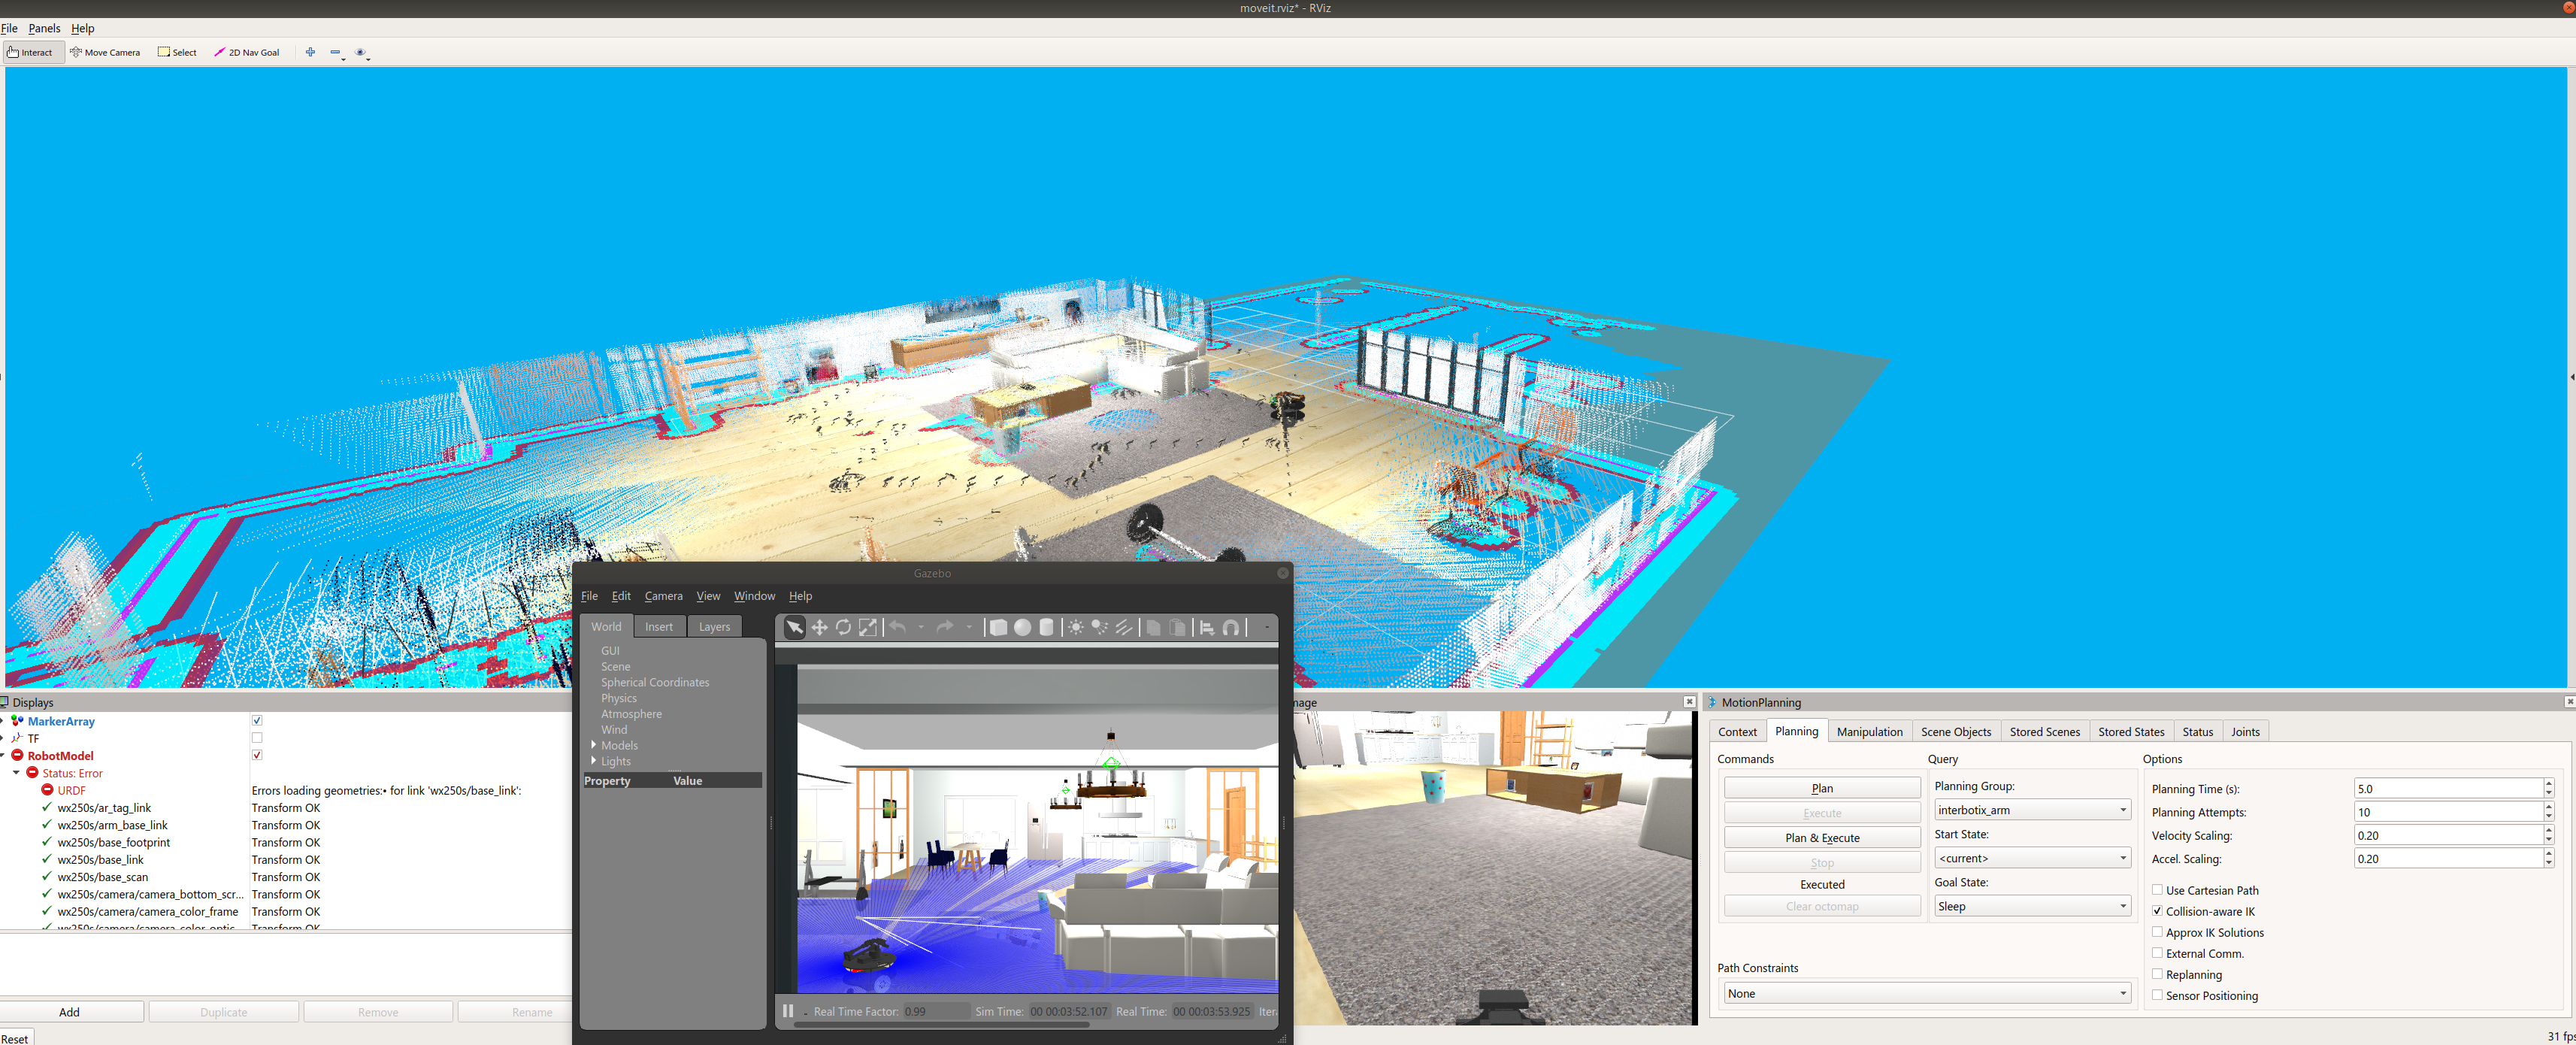 moveit.rviz* - RViz
File Panels Help
Interact Move Camera Select 2D Nav Goal
Displays
MarkerArray
TF
RobotModel
Status: Error
URDF Errors loading geometries:• for link 'wx250s/base_link':
wx250s/ar_tag_link Transform OK
wx250s/arm_base_link Transform OK
wx250s/base_footprint Transform OK
wx250s/base_link Transform OK
wx250s/base_scan Transform OK
wx250s/camera/camera_bottom_scr... Transform OK
wx250s/camera/camera_color_frame Transform OK
wx250s/camera/camera_color_optic... Transform OK
Add Duplicate Remove Rename
Reset
Gazebo
File Edit Camera View Window Help
World Insert Layers
GUI
Scene
Spherical Coordinates
Physics
Atmosphere
Wind
Models
Lights
Property Value
Real Time Factor: 0.99 Sim Time: 00 00:03:52.107 Real Time: 00 00:03:53.925 Iter
mage
MotionPlanning
Context Planning Manipulation Scene Objects Stored Scenes Stored States Status Joints
Commands
Plan
Execute
Plan & Execute
Stop
Executed
Clear octomap
Query
Planning Group:
interbotix_arm
Start State:
<current>
Goal State:
Sleep
Options
Planning Time (s): 5.0
Planning Attempts: 10
Velocity Scaling: 0.20
Accel. Scaling: 0.20
Use Cartesian Path
Collision-aware IK
Approx IK Solutions
External Comm.
Replanning
Sensor Positioning
Path Constraints
None
31 fps